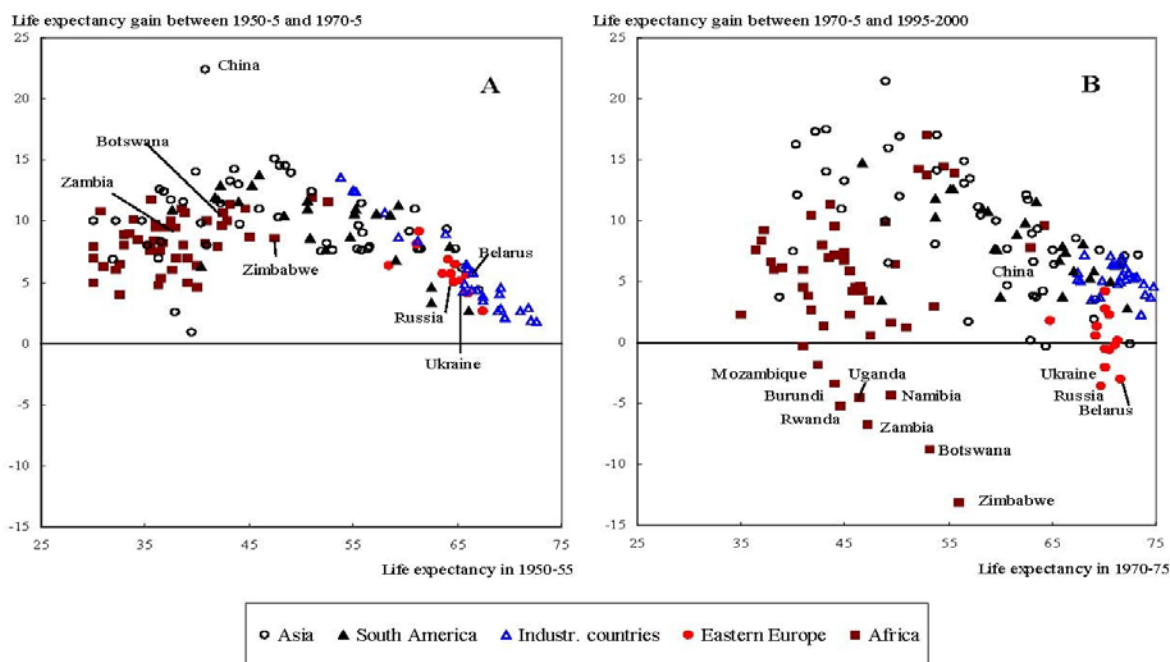 Life expectancy gain between 1950-5 and 1970-5
25
China
A
20
15
Botswana
Zambia
10
Belarus
Zimbabwe
5
Russia
Ukraine
0
-5
-10
-15
25
35
45
55
65
75
Life expectancy in 1950-55
Life expectancy gain between 1970-5 and 1995-2000
25
B
20
15
10
China
5
0
Mozambique
Uganda
Ukraine
Burundi
Namibia
Russia
-5
Rwanda
Belarus
Zambia
Botswana
-10
Zimbabwe
-15
25
35
45
55
65
75
Life expectancy in 1970-75
Asia
South America
Industr. countries
Eastern Europe
Africa